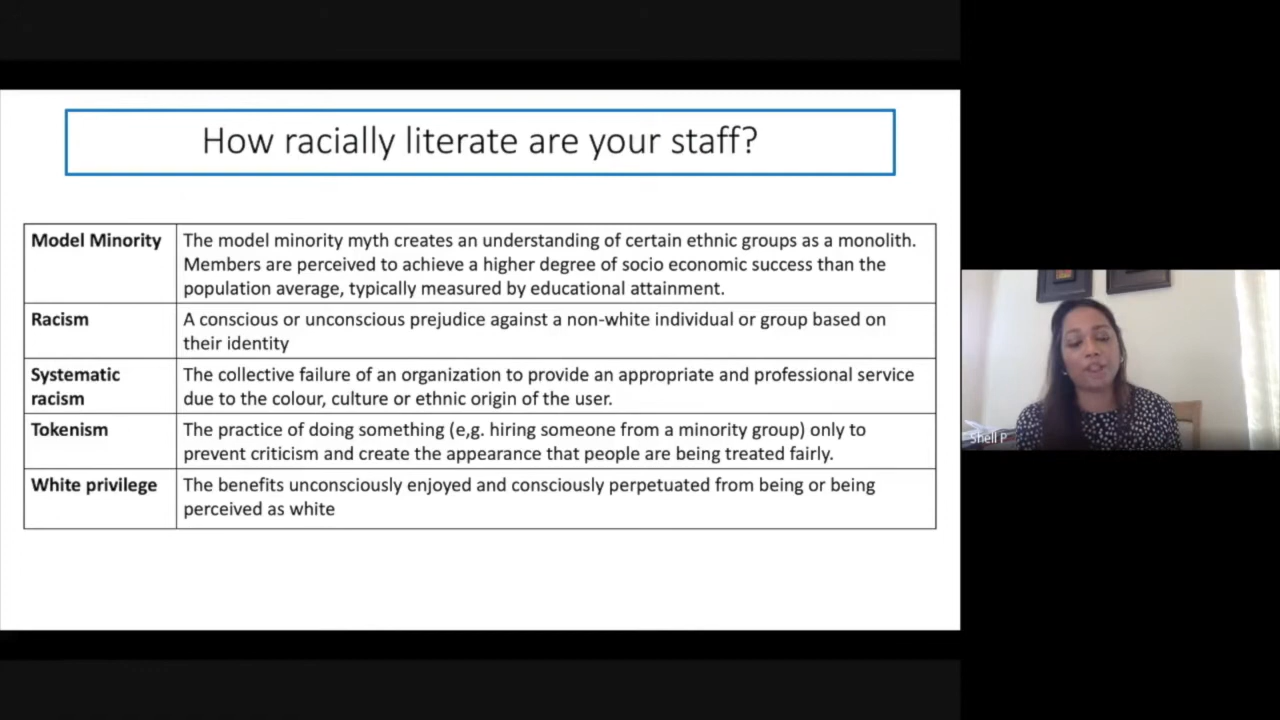 How racially literate are your staff?
Model Minority
The model minority myth creates an understanding of certain ethnic groups as a monolith.
Members are perceived to achieve a higher degree of socio economic success than the
population average, typically measured by educational attainment.
Racism
A conscious or unconscious prejudice against a non-white individual or group based on
their identity
Systematic
racism
The collective failure of an organization to provide an appropriate and professional service
due to the colour, culture or ethnic origin of the user.
Tokenism
The practice of doing something (e,g. hiring someone from a minority group) only to
prevent criticism and create the appearance that people are being treated fairly.
White privilege
The benefits unconsciously enjoyed and consciously perpetuated from being or being
perceived as white
Shell P